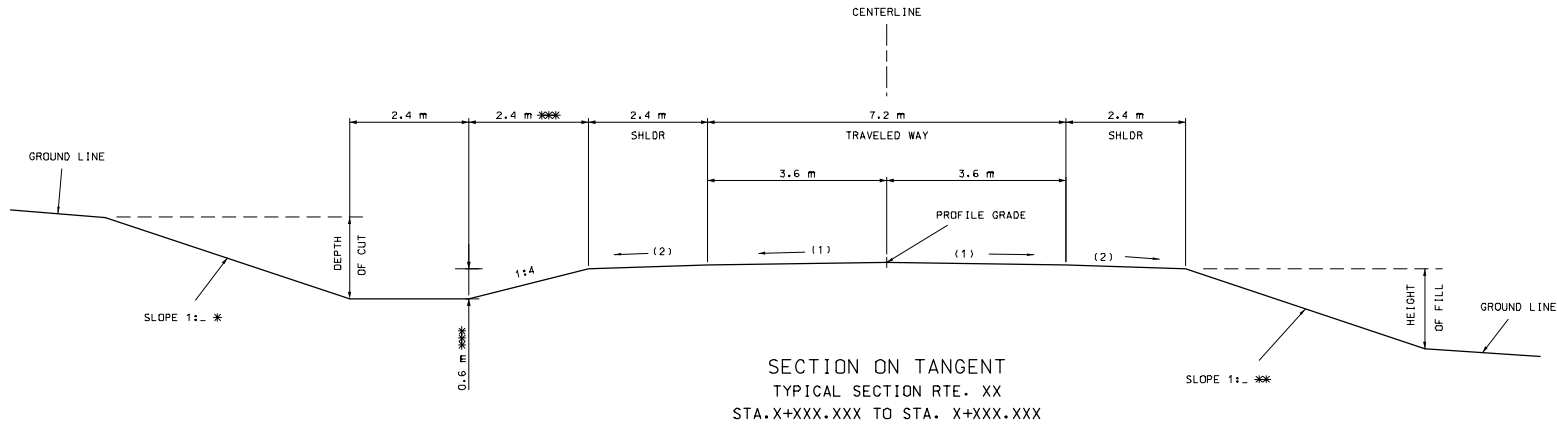 CENTERLINE
2.4 m
2.4 m ***
2.4 m
7.2 m
2.4 m
SHLDR
TRAVELED WAY
SHLDR
GROUND LINE
3.6 m
3.6 m
PROFILE GRADE
DEPTH
OF CUT
(2)
(1)
(1)
(2)
1:4
SLOPE 1:_ *
0.6 m ***
HEIGHT
OF FILL
GROUND LINE
SLOPE 1:_ **
SECTION ON TANGENT
TYPICAL SECTION RTE. XX
STA.X+XXX.XXX TO STA. X+XXX.XXX